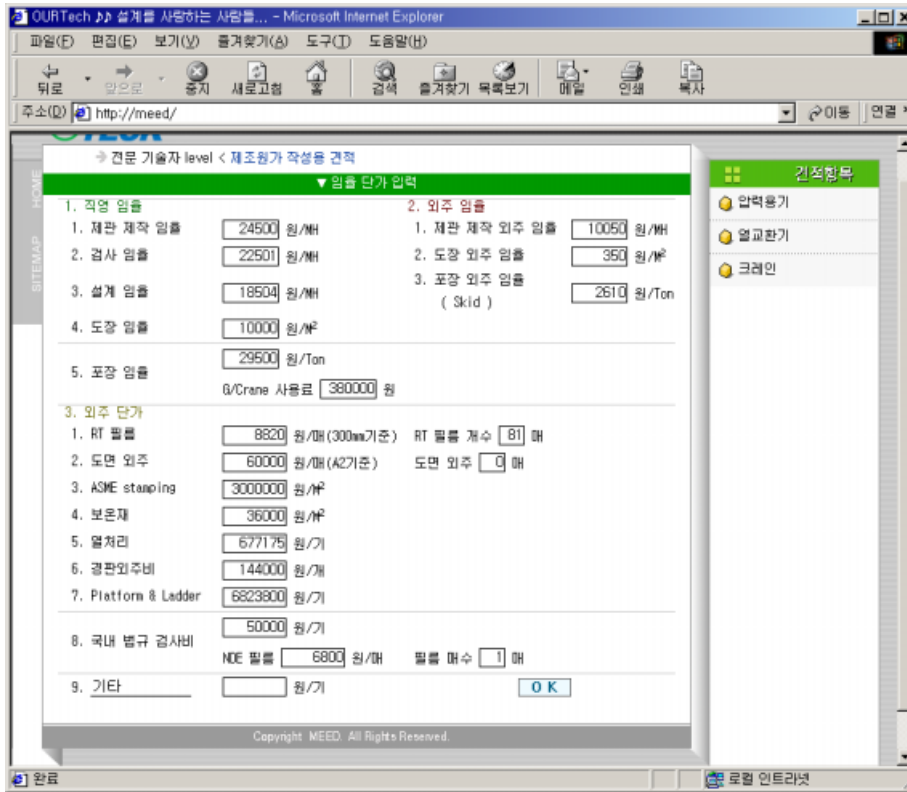 OURTech ♪♪ 설계를 사랑하는 사람들... - Microsoft Internet Explorer
파일(F) 편집(E) 보기(V) 즐겨찾기(A) 도구(T) 도움말(H)
뒤로 앞으로 중지 새로고침 홈 검색 즐겨찾기 목록보기 메일 인쇄 복사
주소(D) http://meed/ 이동 연결
HOME
SITEMAP
전문 기술자 level < 제조원가 작성용 견적
▼ 임율 단가 입력
1. 직영 임율 2. 외주 임율
1. 제관 제작 임율 24500 원/MH 1. 제관 제작 외주 임율 10050 원/MH
2. 검사 임율 22501 원/MH 2. 도장 외주 임율 350 원/M²
3. 설계 임율 18504 원/MH 3. 포장 외주 임율 ( Skid ) 2610 원/Ton
4. 도장 임율 10000 원/M²
5. 포장 임율 29500 원/Ton
G/Crane 사용료 380000 원
3. 외주 단가
1. RT 필름 8820 원/매(300mm기준) RT 필름 개수 81 매
2. 도면 외주 60000 원/매(A2기준) 도면 외주 0 매
3. ASME stamping 3000000 원/M²
4. 보온재 36000 원/M²
5. 열처리 677175 원/기
6. 경판외주비 144000 원/개
7. Platform & Ladder 6823800 원/기
8. 국내 법규 검사비 50000 원/기
NDE 필름 6800 원/매 필름 매수 1 매
9. 기타 원/기 O K
Copyright MEED. All Rights Reserved.
견적항목
압력용기
열교환기
크레인
완료 로컬 인트라넷